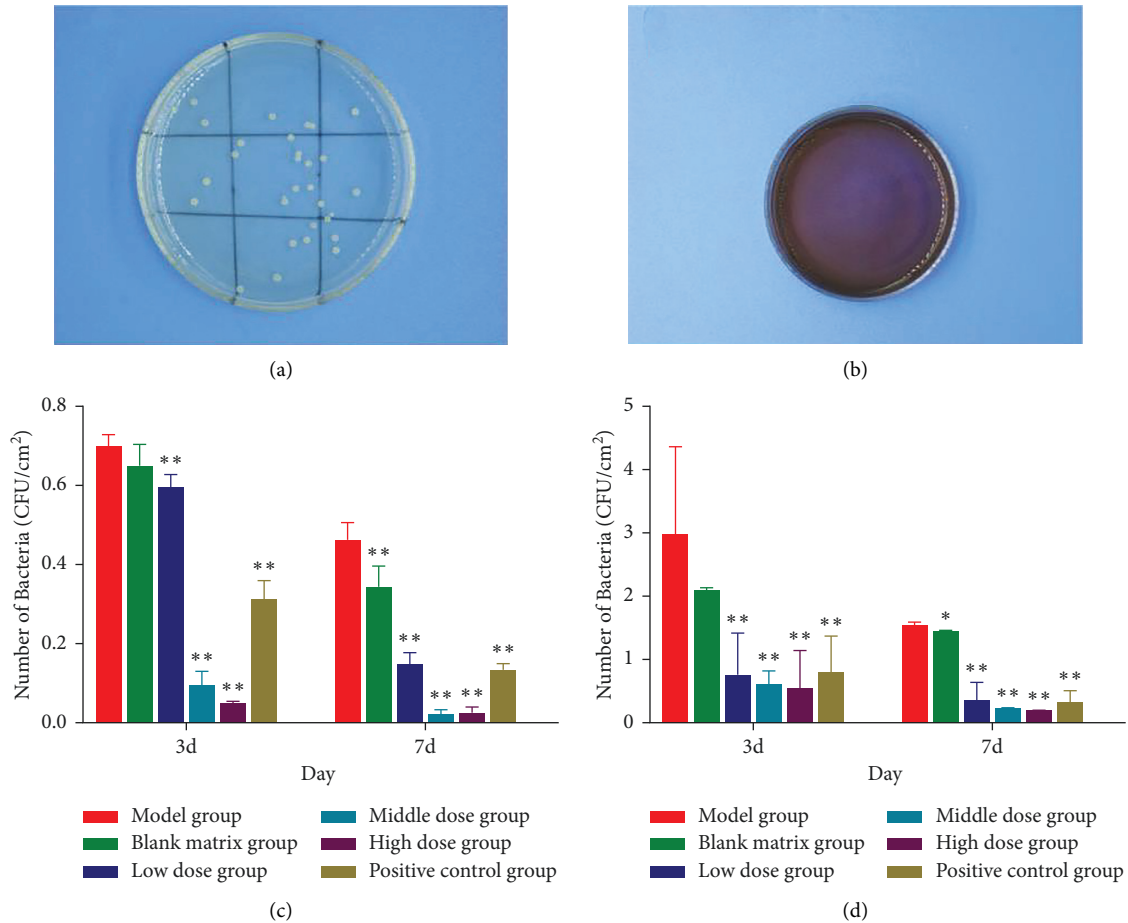 (a)
(b)
Number of Bacteria (CFU/cm²)
0.8
0.6
0.4
0.2
0.0
** ** ** **
** ** ** ** **
3d 7d
Day
Model group
Blank matrix group
Low dose group
Middle dose group
High dose group
Positive control group
(c)
Number of Bacteria (CFU/cm²)
5
4
3
2
1
0
** ** ** **
* ** ** ** **
3d 7d
Day
Model group
Blank matrix group
Low dose group
Middle dose group
High dose group
Positive control group
(d)